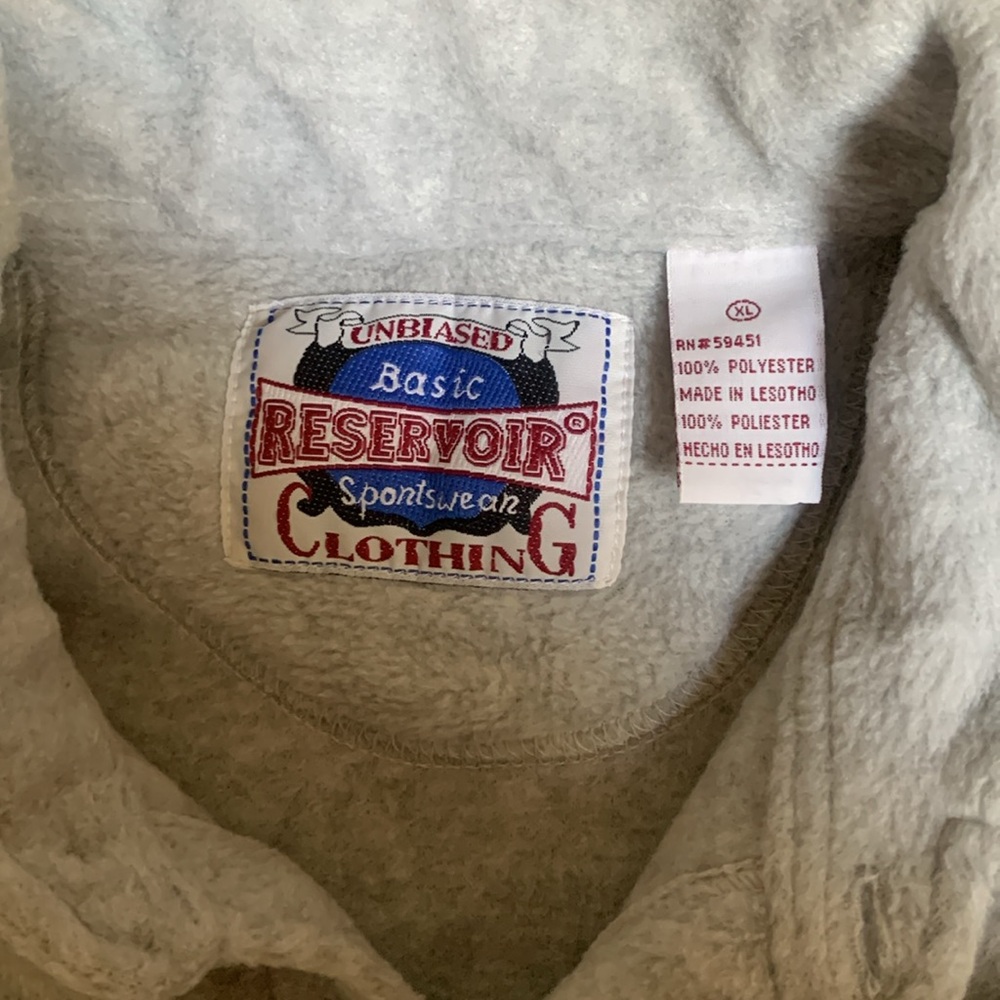 UNBIASED
Basic
RESERVOIR®
Sportswear
CLOTHING
XL
RN#59451
100% POLYESTER
MADE IN LESOTHO
100% POLIESTER
HECHO EN LESOTHO